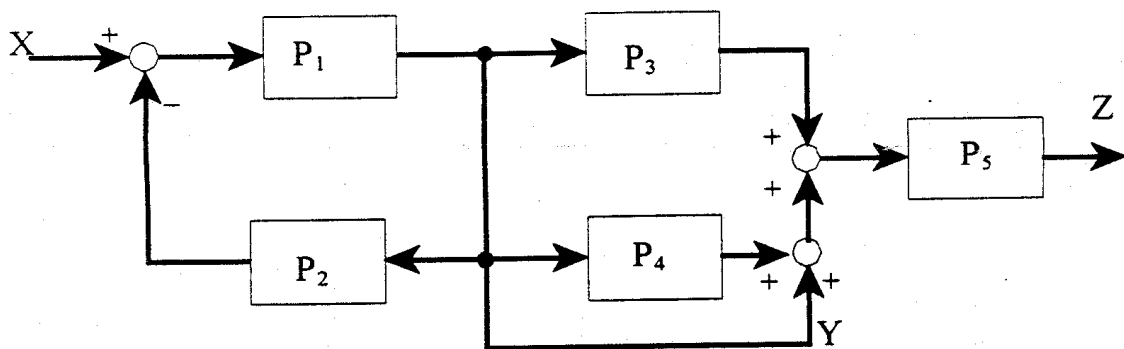 X
+
−
P₁
P₃
+
+
Z
P₅
P₂
P₄
+
+
Y